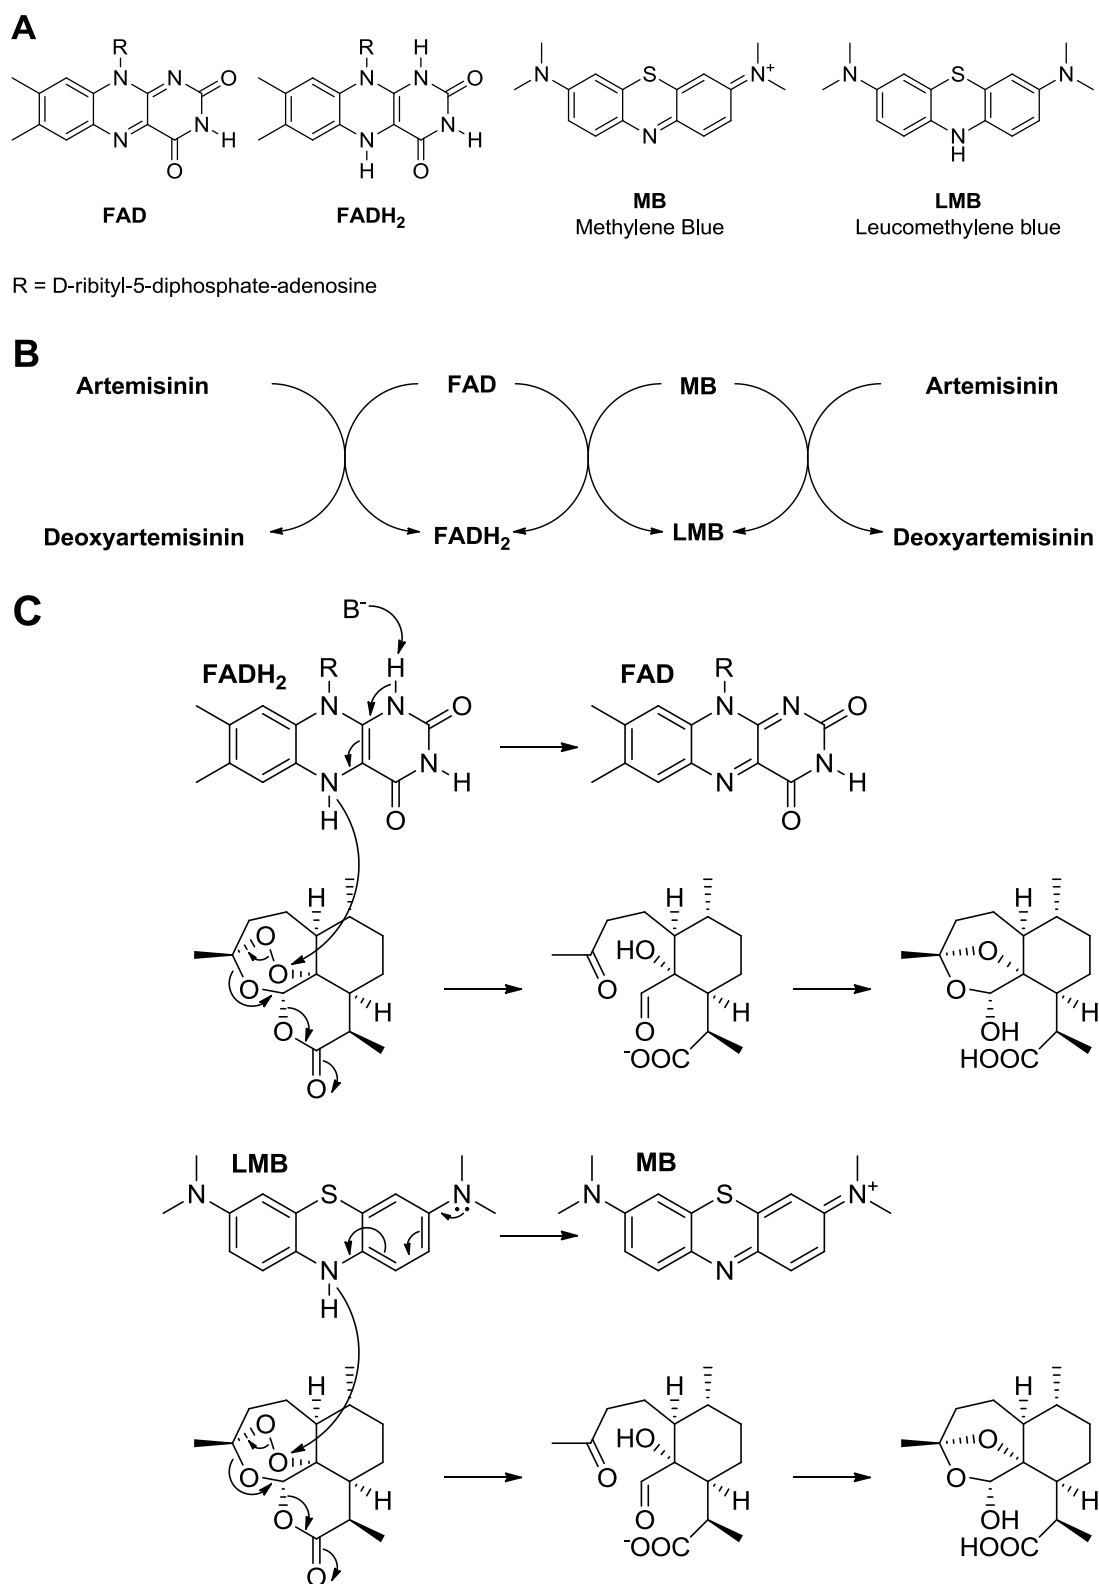 A
R
N
N
O
N
N
H
O
FAD
R
H
N
N
O
N
N
H
H
O
FADH2
N
S
N+
N
MB
Methylene Blue
N
S
N
N
H
LMB
Leucomethylene blue
R = D-ribityl-5-diphosphate-adenosine
B
Artemisinin
FAD
MB
Artemisinin
Deoxyartemisinin
FADH2
LMB
Deoxyartemisinin
C
B-
FADH2
R
H
N
N
O
N
H
N
H
O
FAD
R
N
N
O
N
H
N
O
H
O
O
O
H
O
O
H
HO
O
H
O
-OOC
H
O
O
H
OH
HOOC
LMB
N
S
N
N
H
MB
N
S
N+
N
H
O
O
O
H
O
O
H
HO
O
H
O
-OOC
H
O
O
H
OH
HOOC